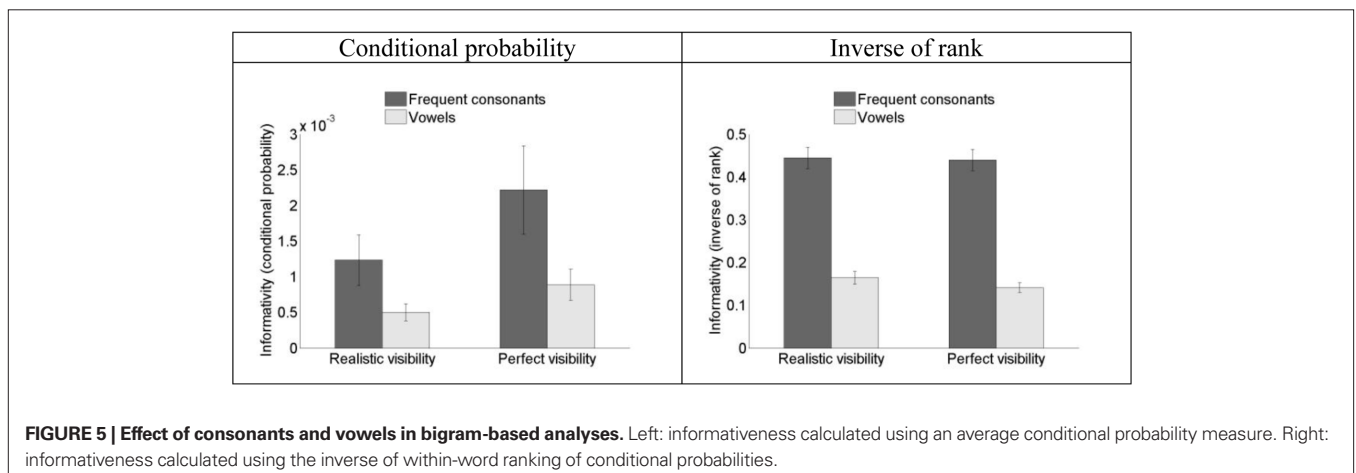 Conditional probability
Inverse of rank
Frequent consonants
Vowels
x 10-3
3
2.5
2
1.5
1
0.5
0
Informativity (conditional probability)
Realistic visibility
Perfect visibility
Frequent consonants
Vowels
0.5
0.4
0.3
0.2
0.1
0
Informativity (inverse of rank)
Realistic visibility
Perfect visibility
FIGURE 5 | Effect of consonants and vowels in bigram-based analyses. Left: informativeness calculated using an average conditional probability measure. Right:
informativeness calculated using the inverse of within-word ranking of conditional probabilities.